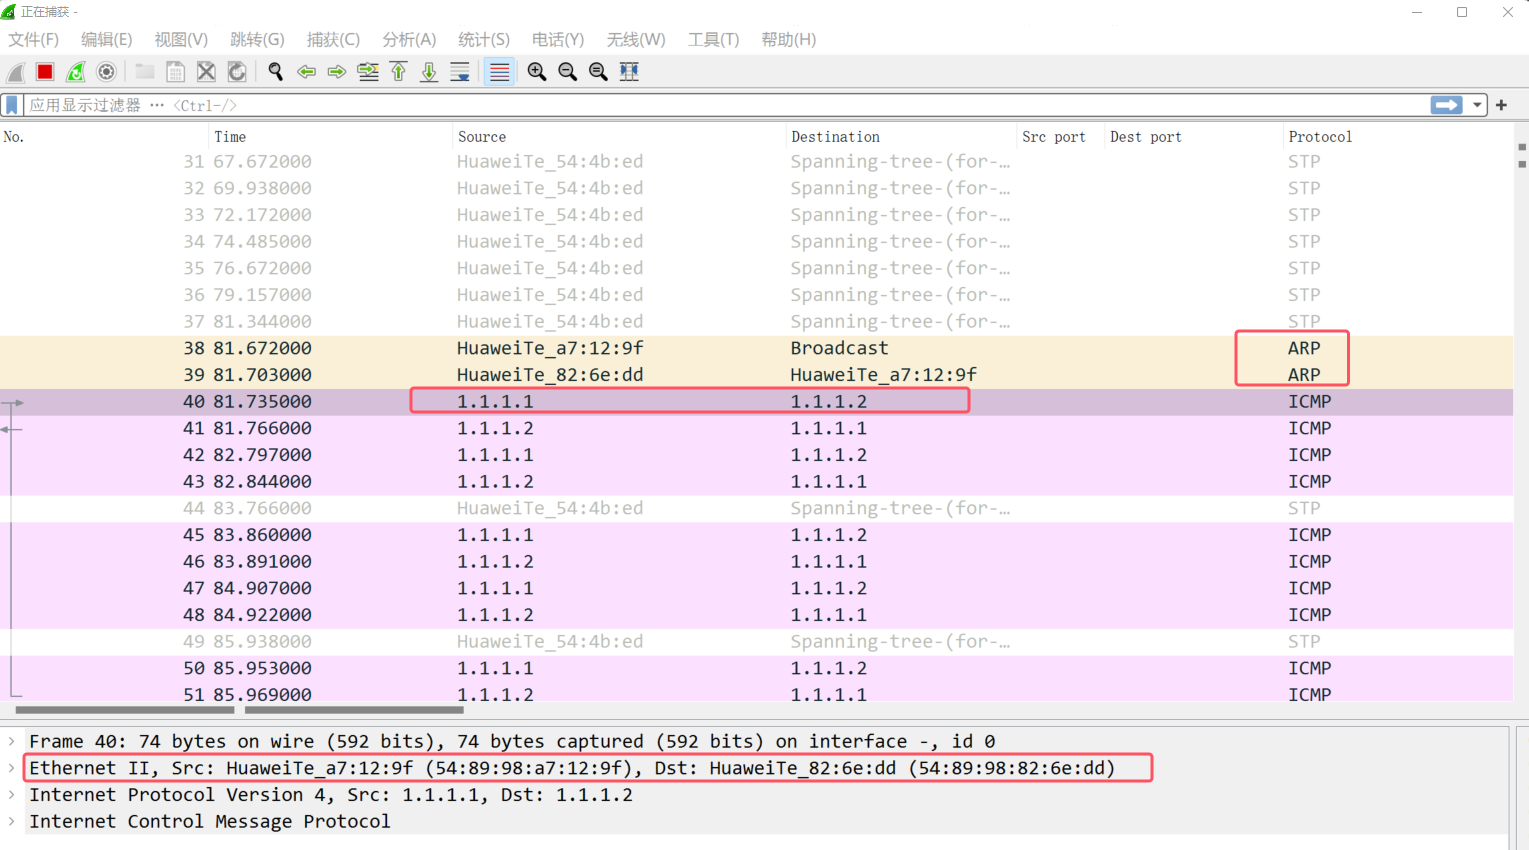 正在捕获 -
文件(F) 编辑(E) 视图(V) 跳转(G) 捕获(C) 分析(A) 统计(S) 电话(Y) 无线(W) 工具(T) 帮助(H)
应用显示过滤器 … <Ctrl-/>
No. Time Source Destination Src port Dest port Protocol
31 67.672000 HuaweiTe_54:4b:ed Spanning-tree-(for-… STP
32 69.938000 HuaweiTe_54:4b:ed Spanning-tree-(for-… STP
33 72.172000 HuaweiTe_54:4b:ed Spanning-tree-(for-… STP
34 74.485000 HuaweiTe_54:4b:ed Spanning-tree-(for-… STP
35 76.672000 HuaweiTe_54:4b:ed Spanning-tree-(for-… STP
36 79.157000 HuaweiTe_54:4b:ed Spanning-tree-(for-… STP
37 81.344000 HuaweiTe_54:4b:ed Spanning-tree-(for-… STP
38 81.672000 HuaweiTe_a7:12:9f Broadcast ARP
39 81.703000 HuaweiTe_82:6e:dd HuaweiTe_a7:12:9f ARP
40 81.735000 1.1.1.1 1.1.1.2 ICMP
41 81.766000 1.1.1.2 1.1.1.1 ICMP
42 82.797000 1.1.1.1 1.1.1.2 ICMP
43 82.844000 1.1.1.2 1.1.1.1 ICMP
44 83.766000 HuaweiTe_54:4b:ed Spanning-tree-(for-… STP
45 83.860000 1.1.1.1 1.1.1.2 ICMP
46 83.891000 1.1.1.2 1.1.1.1 ICMP
47 84.907000 1.1.1.1 1.1.1.2 ICMP
48 84.922000 1.1.1.2 1.1.1.1 ICMP
49 85.938000 HuaweiTe_54:4b:ed Spanning-tree-(for-… STP
50 85.953000 1.1.1.1 1.1.1.2 ICMP
51 85.969000 1.1.1.2 1.1.1.1 ICMP
Frame 40: 74 bytes on wire (592 bits), 74 bytes captured (592 bits) on interface -, id 0
Ethernet II, Src: HuaweiTe_a7:12:9f (54:89:98:a7:12:9f), Dst: HuaweiTe_82:6e:dd (54:89:98:82:6e:dd)
Internet Protocol Version 4, Src: 1.1.1.1, Dst: 1.1.1.2
Internet Control Message Protocol